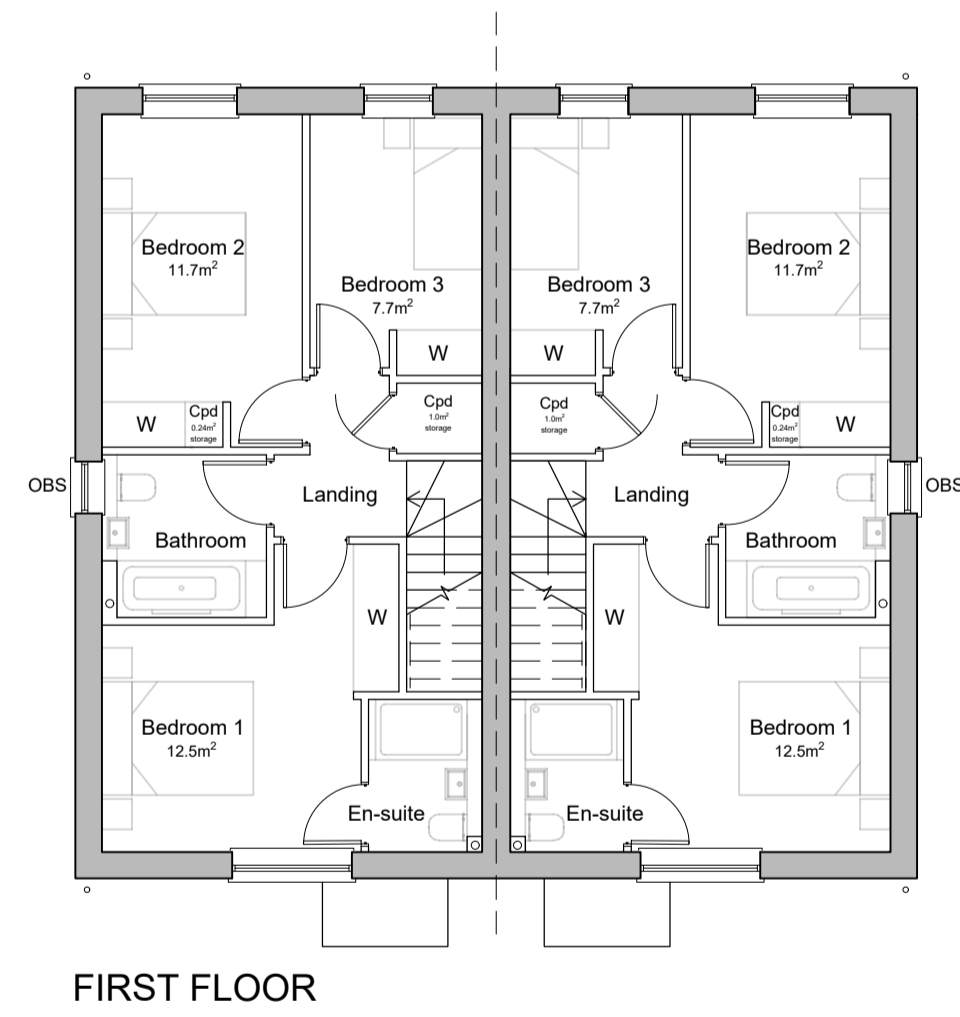 Bedroom 2
11.7m²
Bedroom 3
7.7m²
W
Cpd
1.0m²
storage
W
Cpd
0.24m²
storage
OBS
Landing
Bathroom
W
Bedroom 1
12.5m²
En-suite
Bedroom 3
7.7m²
Bedroom 2
11.7m²
W
Cpd
1.0m²
storage
Cpd
0.24m²
storage
W
OBS
Landing
Bathroom
W
Bedroom 1
12.5m²
En-suite
FIRST FLOOR